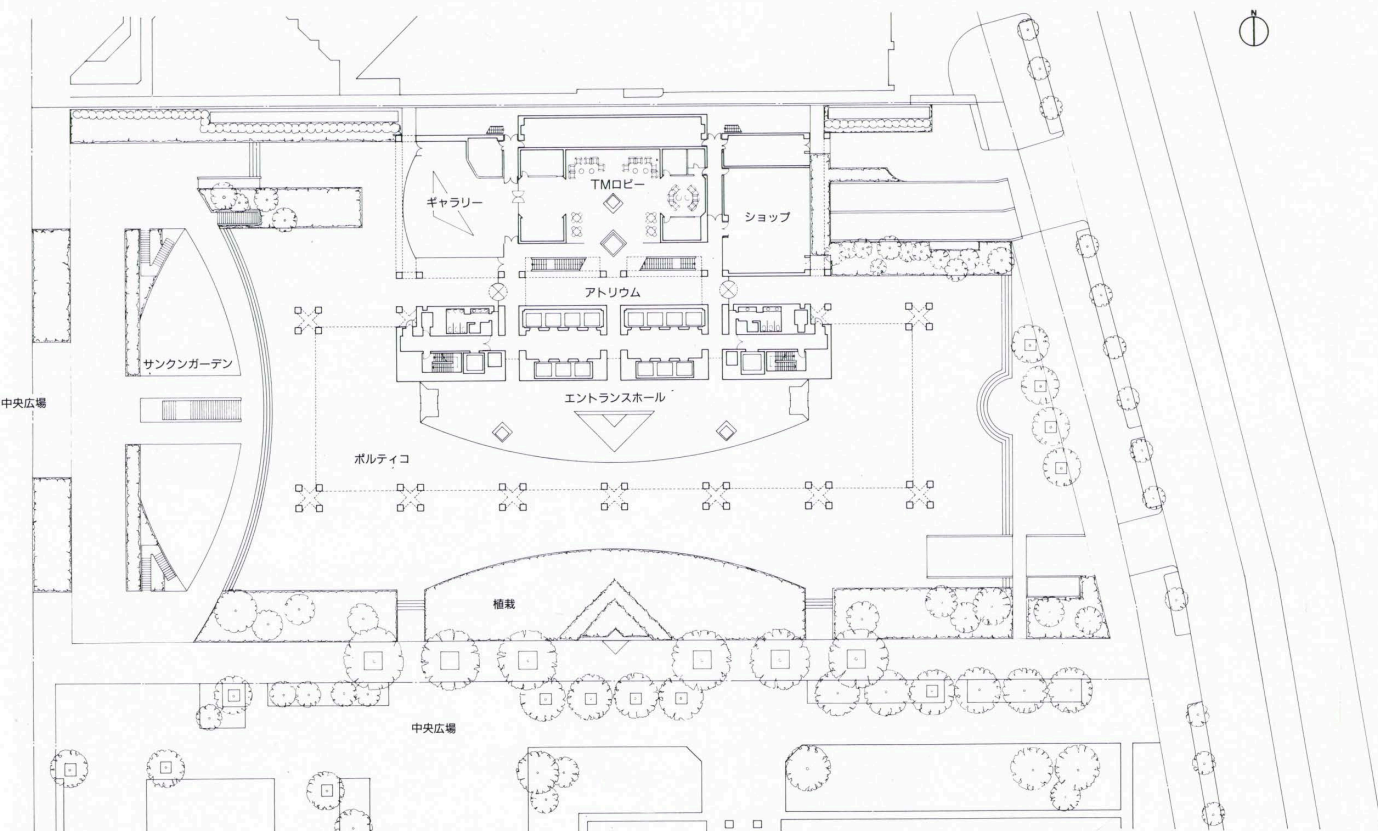 N
TMロビー
ギャラリー
ショップ
アトリウム
サンクンガーデン
エントランスホール
中央広場
ポルティコ
植栽
中央広場